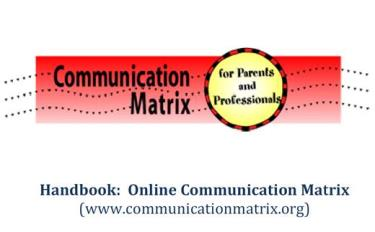 Communication
Matrix
for Parents
and
Professionals
Handbook: Online Communication Matrix
(www.communicationmatrix.org)